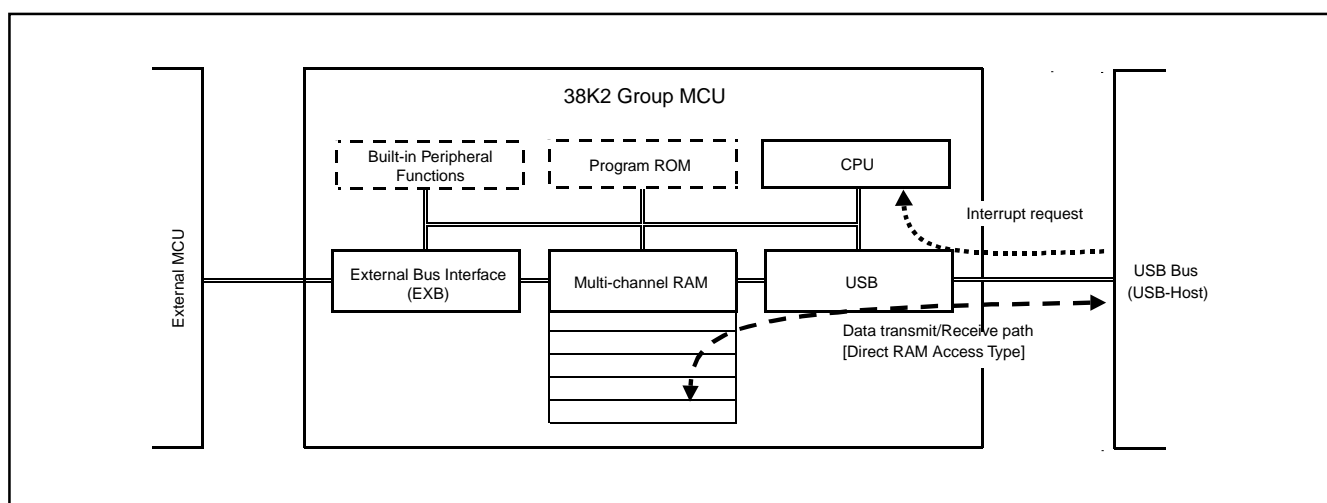 38K2 Group MCU
Built-in Peripheral
Functions
Program ROM
CPU
Interrupt request
External MCU
External Bus Interface
(EXB)
Multi-channel RAM
USB
USB Bus
(USB-Host)
Data transmit/Receive path
[Direct RAM Access Type]